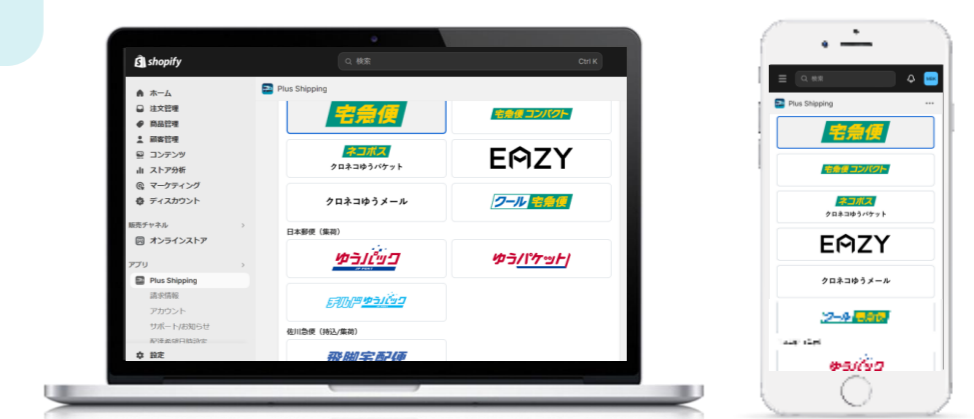 shopify
検索
Ctrl K
ホーム
注文管理
商品管理
顧客管理
コンテンツ
ストア分析
マーケティング
ディスカウント
販売チャネル
オンラインストア
アプリ
Plus Shipping
請求情報
アカウント
サポート/お知らせ
配送希望日時設定
設定
Plus Shipping
宅急便
宅急便コンパクト
ネコポス
クロネコゆうパケット
EAZY
クロネコゆうメール
クール宅急便
日本郵便（集荷）
ゆうパック
ゆうパケット
チルドゆうパック
佐川急便（持込/集荷）
飛脚宅配便
検索
Plus Shipping
宅急便
宅急便コンパクト
ネコポス
クロネコゆうパケット
EAZY
クロネコゆうメール
クール宅急便
ゆうパック